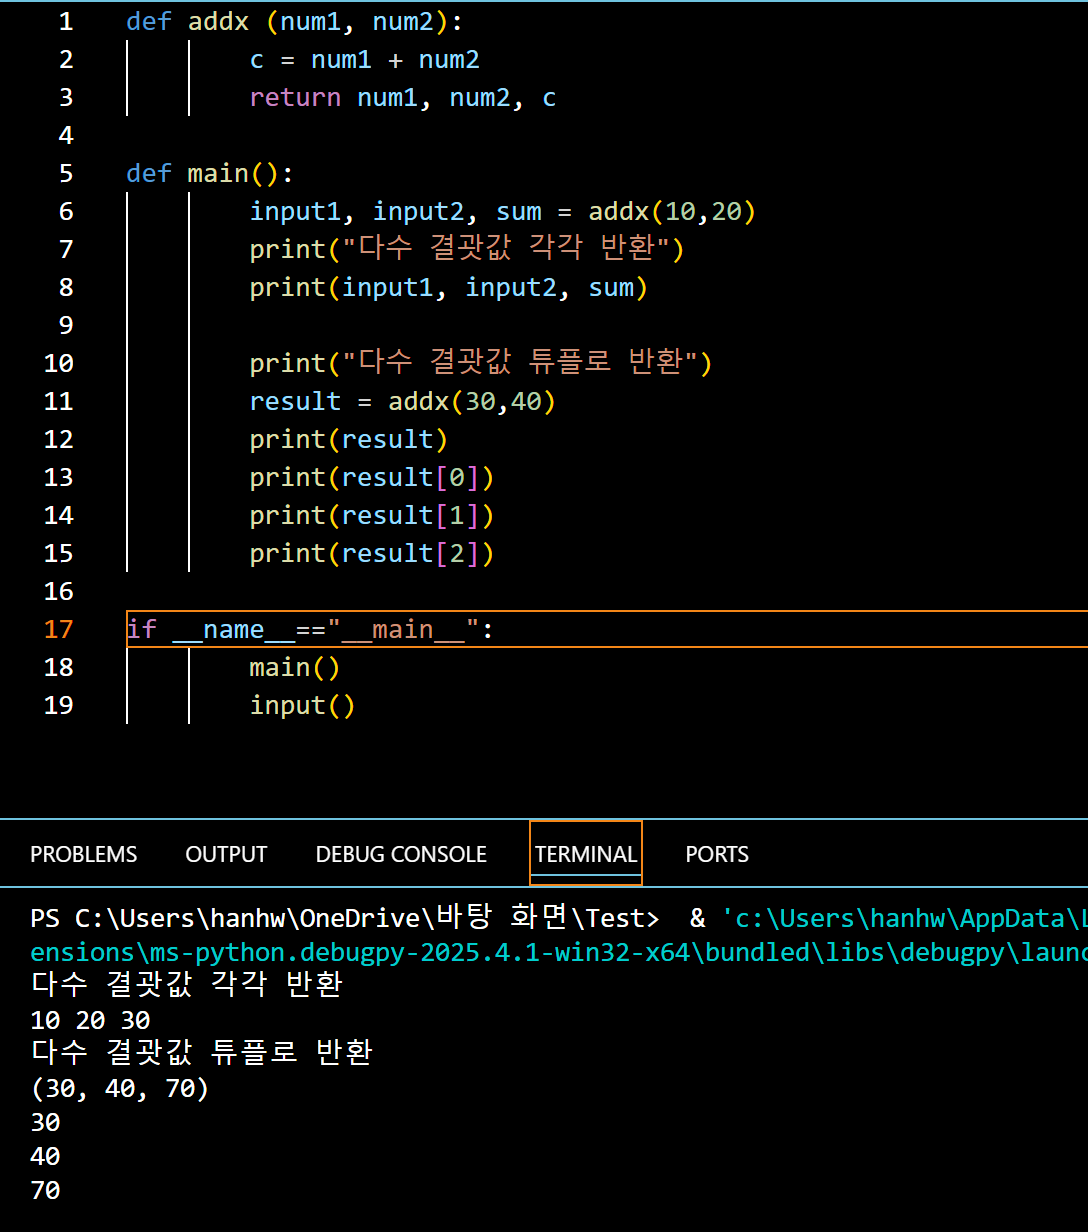 1 def addx (num1, num2):
2 c = num1 + num2
3 return num1, num2, c
4
5 def main():
6 input1, input2, sum = addx(10,20)
7 print("다수 결괏값 각각 반환")
8 print(input1, input2, sum)
9
10 print("다수 결괏값 튜플로 반환")
11 result = addx(30,40)
12 print(result)
13 print(result[0])
14 print(result[1])
15 print(result[2])
16
17 if __name__=="__main__":
18 main()
19 input()
PROBLEMS OUTPUT DEBUG CONSOLE TERMINAL PORTS
PS C:\Users\hanhw\OneDrive\바탕 화면\Test>  & 'c:\Users\hanhw\AppData\L
ensions\ms-python.debugpy-2025.4.1-win32-x64\bundled\libs\debugpy\launc
다수 결괏값 각각 반환
10 20 30
다수 결괏값 튜플로 반환
(30, 40, 70)
30
40
70